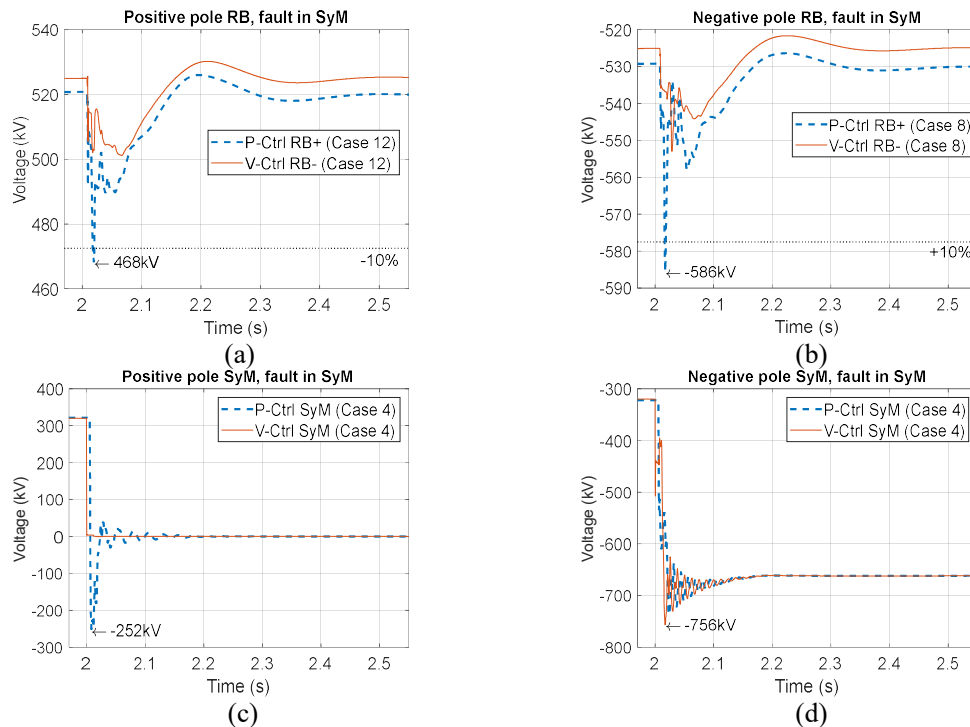 Positive pole RB, fault in SyM
540
520
500
480
460
Voltage (kV)
P-Ctrl RB+ (Case 12)
V-Ctrl RB- (Case 12)
468kV
-10%
2 2.1 2.2 2.3 2.4 2.5
Time (s)
(a)
Negative pole RB, fault in SyM
-520
-530
-540
-550
-560
-570
-580
-590
Voltage (kV)
P-Ctrl RB+ (Case 8)
V-Ctrl RB- (Case 8)
+10%
-586kV
2 2.1 2.2 2.3 2.4 2.5
Time (s)
(b)
Positive pole SyM, fault in SyM
400
300
200
100
0
-100
-200
-300
Voltage (kV)
P-Ctrl SyM (Case 4)
V-Ctrl SyM (Case 4)
-252kV
2 2.1 2.2 2.3 2.4 2.5
Time (s)
(c)
Negative pole SyM, fault in SyM
-300
-400
-500
-600
-700
-800
Voltage (kV)
P-Ctrl SyM (Case 4)
V-Ctrl SyM (Case 4)
-756kV
2 2.1 2.2 2.3 2.4 2.5
Time (s)
(d)